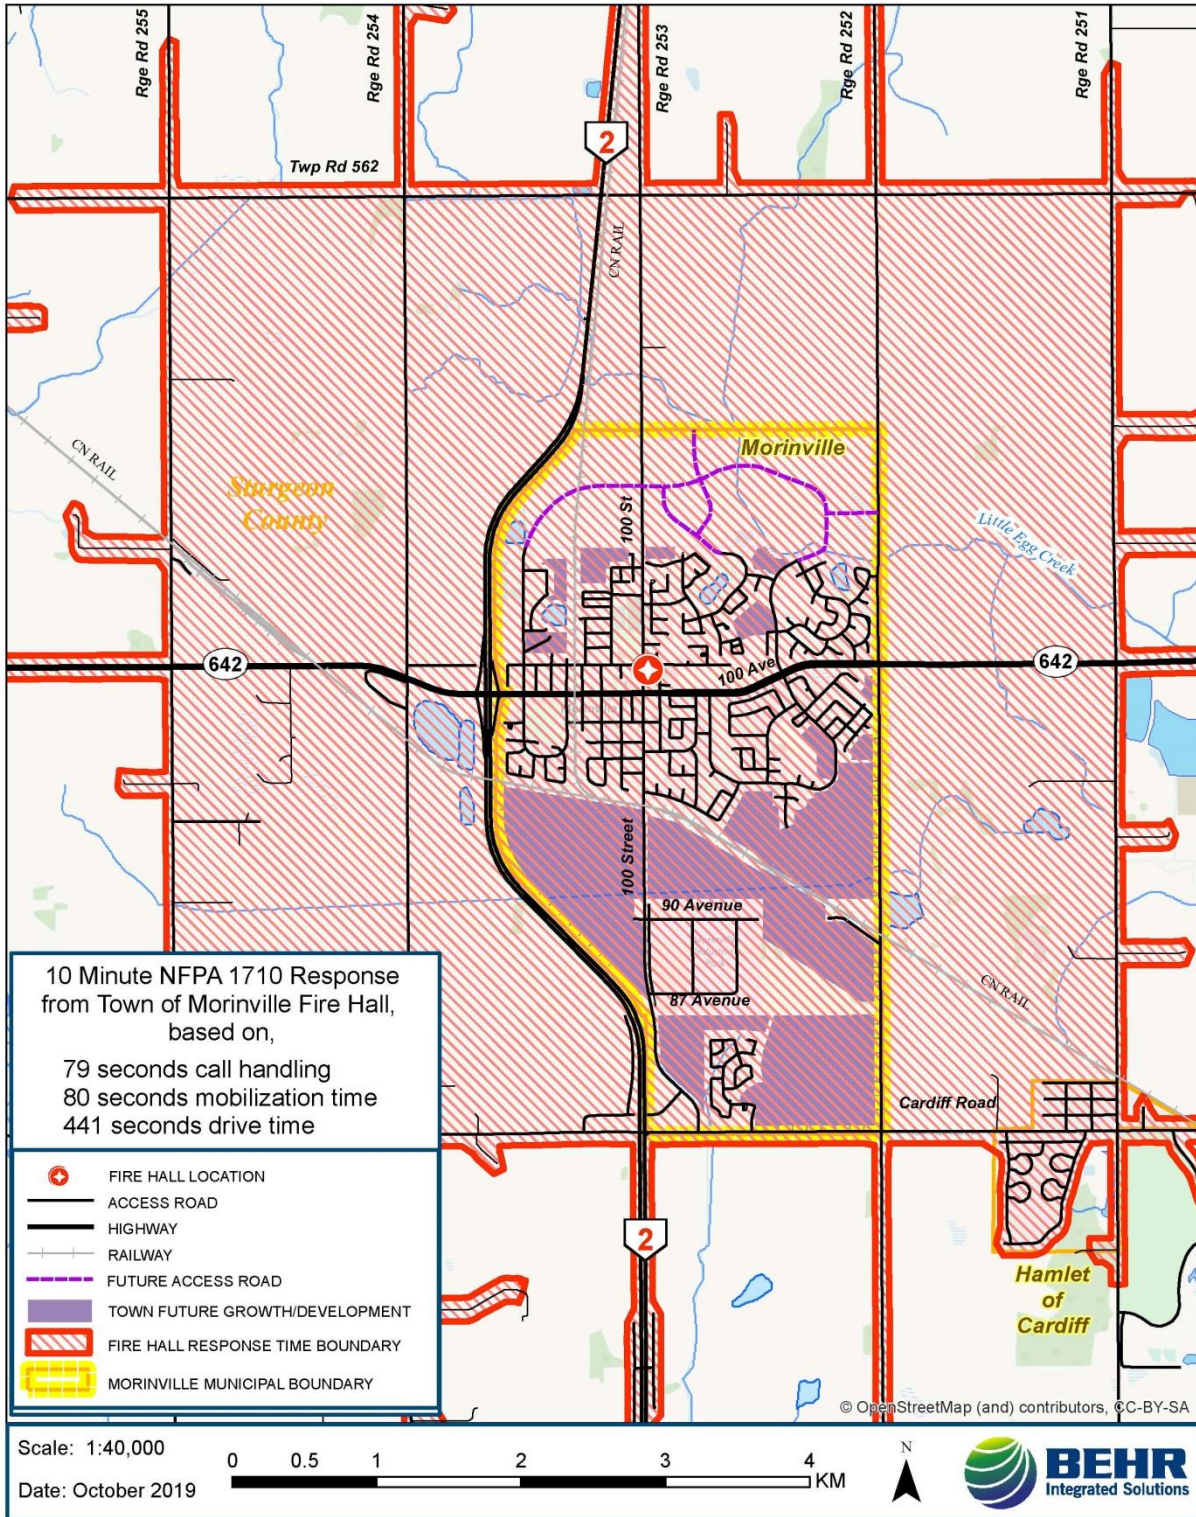 Rge Rd 255
Rge Rd 254
Rge Rd 253
Rge Rd 252
Rge Rd 251
2
Twp Rd 562
CN RAIL
CN RAIL
Morinville
Sturgeon
County
100 St
Little Egg Creek
642
100 Ave
642
100 Street
90 Avenue
87 Avenue
CN RAIL
Cardiff Road
2
Hamlet
of
Cardiff
10 Minute NFPA 1710 Response
from Town of Morinville Fire Hall,
based on,
79 seconds call handling
80 seconds mobilization time
441 seconds drive time
FIRE HALL LOCATION
ACCESS ROAD
HIGHWAY
RAILWAY
FUTURE ACCESS ROAD
TOWN FUTURE GROWTH/DEVELOPMENT
FIRE HALL RESPONSE TIME BOUNDARY
MORINVILLE MUNICIPAL BOUNDARY
© OpenStreetMap (and) contributors, CC-BY-SA
Scale: 1:40,000
Date: October 2019
0 0.5 1 2 3 4
KM
N
BEHR
Integrated Solutions